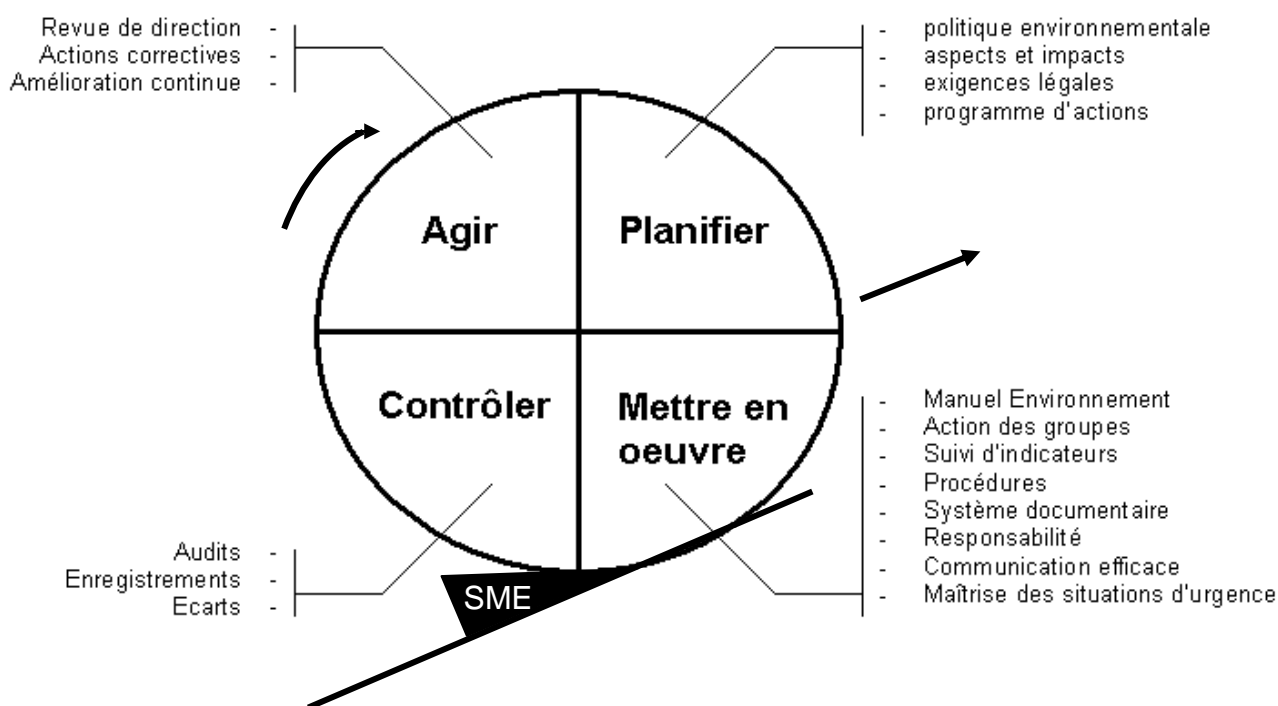 Revue de direction -
Actions correctives -
Amélioration continue -
- politique environnementale
- aspects et impacts
- exigences légales
- programme d'actions
Agir
Planifier
Contrôler
Mettre en
oeuvre
Audits -
Enregistrements -
Ecarts -
- Manuel Environnement
- Action des groupes
- Suivi d'indicateurs
- Procédures
- Système documentaire
- Responsabilité
- Communication efficace
- Maîtrise des situations d'urgence
SME